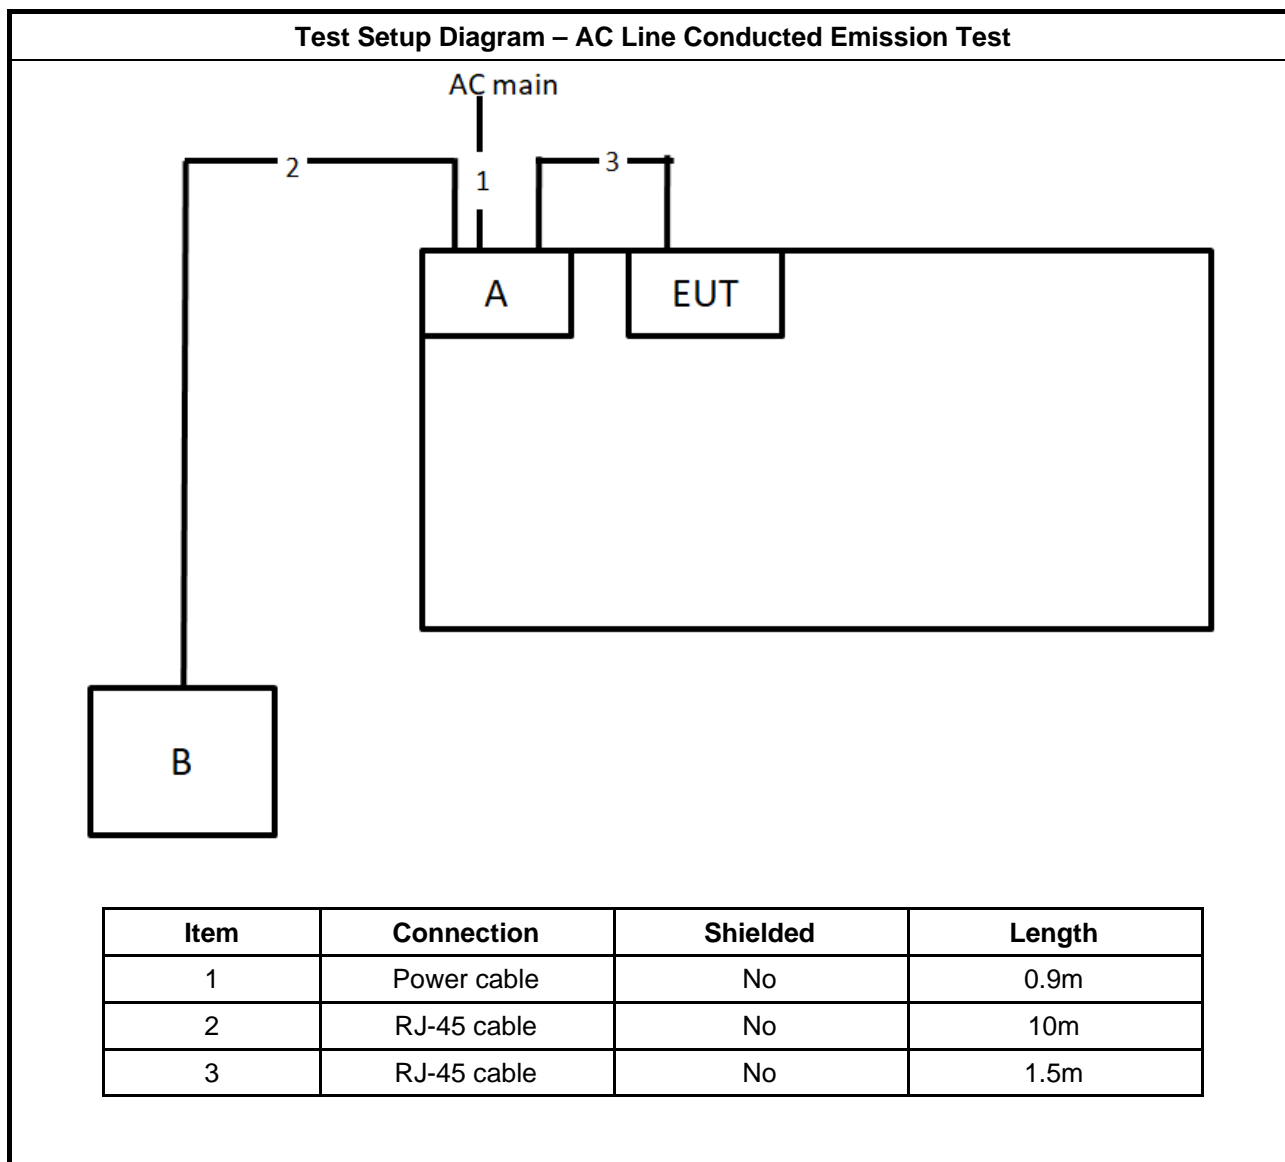 Test Setup Diagram – AC Line Conducted Emission Test
AC main
2
1
3
A
EUT
B
Item Connection Shielded Length
1 Power cable No 0.9m
2 RJ-45 cable No 10m
3 RJ-45 cable No 1.5m